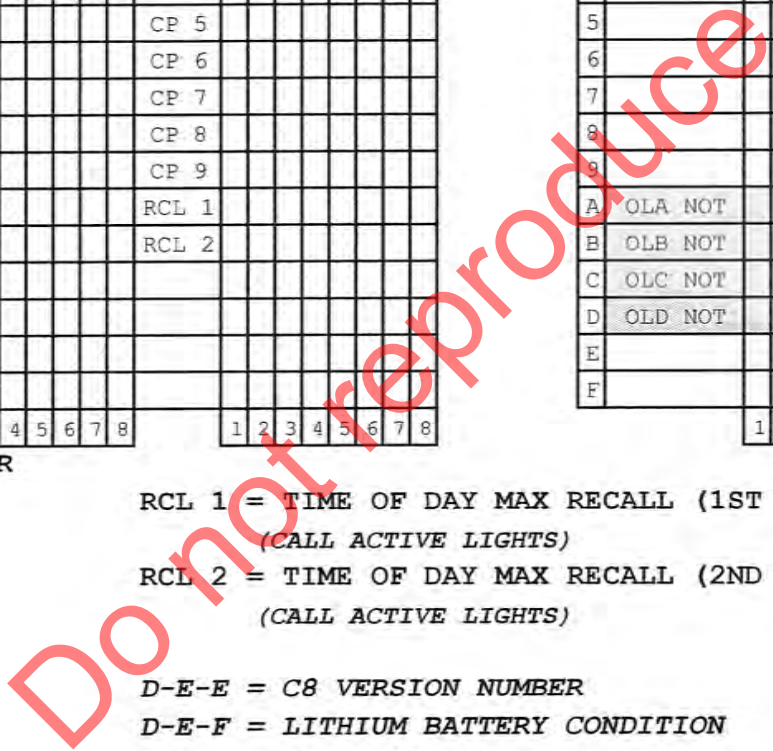 CP 5
CP 6
CP 7
CP 8
CP 9
RCL 1
RCL 2
4 5 6 7 8
1 2 3 4 5 6 7 8
R
5
6
7
8
9
A OLA NOT
B OLB NOT
C OLC NOT
D OLD NOT
E
F
1
RCL 1 = TIME OF DAY MAX RECALL (1ST
(CALL ACTIVE LIGHTS)
RCL 2 = TIME OF DAY MAX RECALL (2ND
(CALL ACTIVE LIGHTS)
D-E-E = C8 VERSION NUMBER
D-E-F = LITHIUM BATTERY CONDITION
Do not reproduce